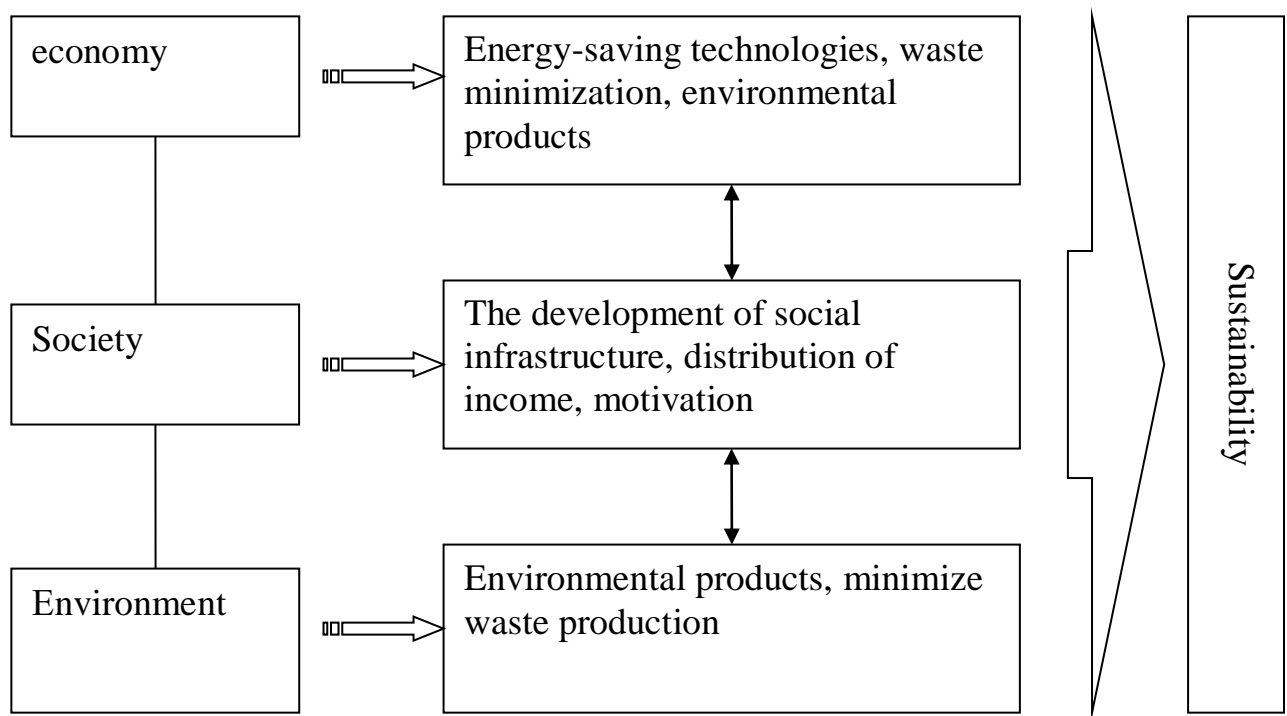 economy
Energy-saving technologies, waste
minimization, environmental
products
Society
The development of social
infrastructure, distribution of
income, motivation
Environment
Environmental products, minimize
waste production
Sustainability